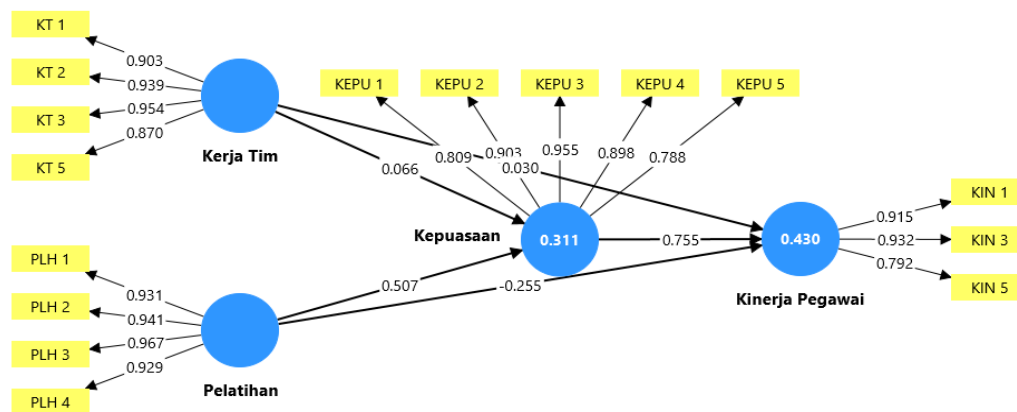 KT 1
KT 2
KT 3
KT 5
0.903
0.939
0.954
0.870
Kerja Tim
KEPU 1
KEPU 2
KEPU 3
KEPU 4
KEPU 5
0.809
0.903
0.955
0.898
0.788
0.066
0.030
Kepuasaan
0.311
0.755
0.430
Kinerja Pegawai
KIN 1
KIN 3
KIN 5
0.915
0.932
0.792
PLH 1
PLH 2
PLH 3
PLH 4
0.931
0.941
0.967
0.929
Pelatihan
0.507
-0.255